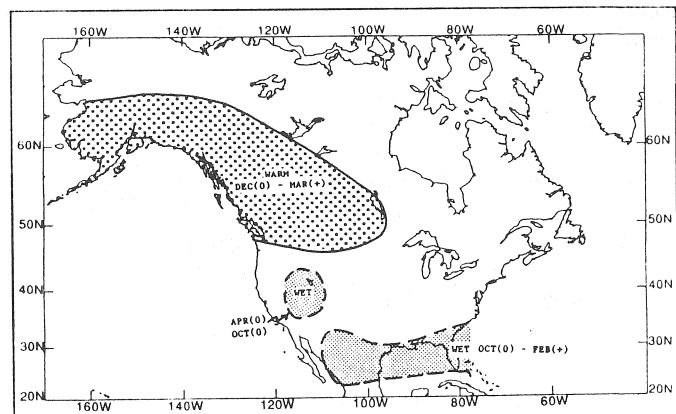 160W 140W 120W 100W 80W 60W
60N 60N
WARM
DEC(0) - MAR(+)
50N 50N
40N 40N
WET
APR(0)
OCT(0)
30N 30N
WET OCT(0) - FEB(+)
20N 20N
160W 140W 120W 100W 80W 60W